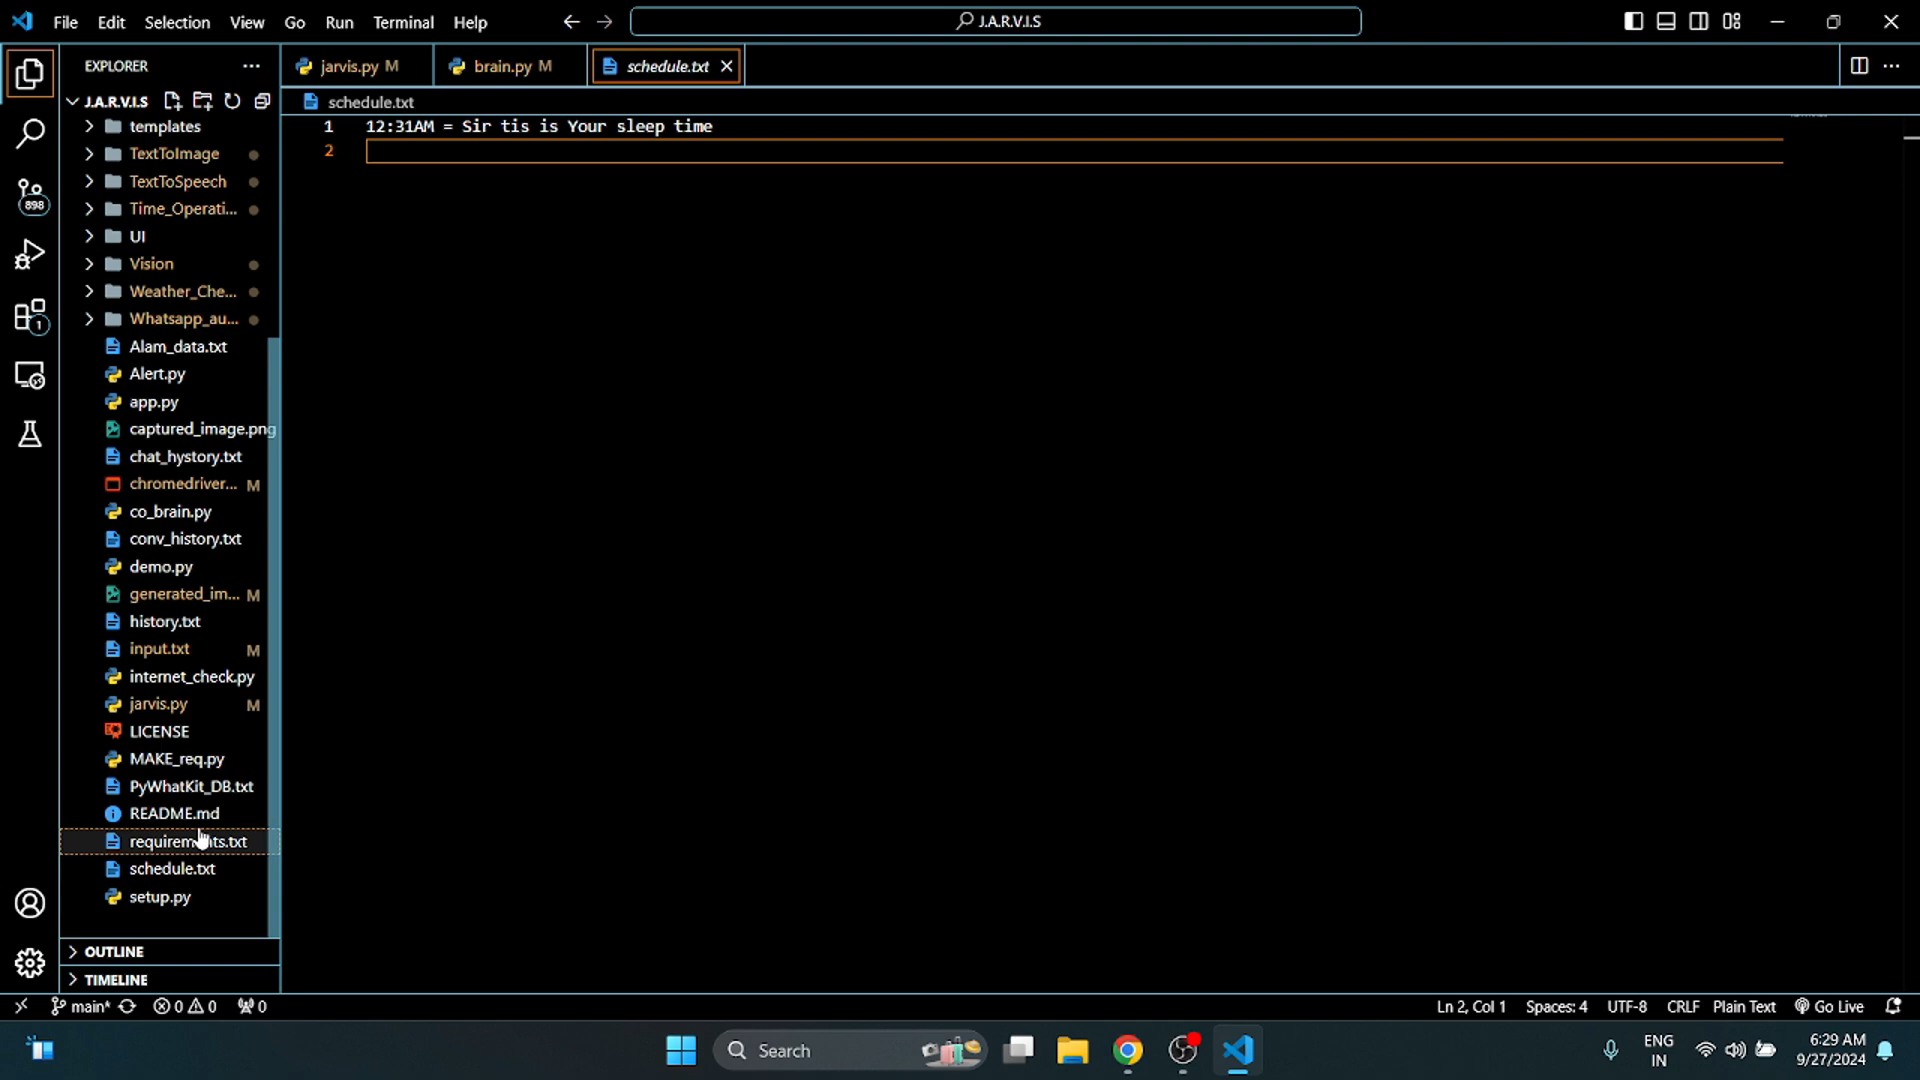 File Edit Selection View Go Run Terminal Help
J.A.R.V.I.S
EXPLORER
jarvis.py M
brain.py M
schedule.txt
J.A.R.V.I.S
schedule.txt
templates
1 12:31AM = Sir tis is Your sleep time
2
TextToImage
TextToSpeech
Time_Operati...
UI
Vision
Weather_Che...
Whatsapp_au...
Alam_data.txt
Alert.py
app.py
captured_image.png
chat_hystory.txt
chromedriver... M
co_brain.py
conv_history.txt
demo.py
generated_im... M
history.txt
input.txt M
internet_check.py
jarvis.py M
LICENSE
MAKE_req.py
PyWhatKit_DB.txt
README.md
requirements.txt
schedule.txt
setup.py
898
1
OUTLINE
TIMELINE
main* 0 0 0
Ln 2, Col 1 Spaces: 4 UTF-8 CRLF Plain Text Go Live
Search
ENG
IN
6:29 AM
9/27/2024